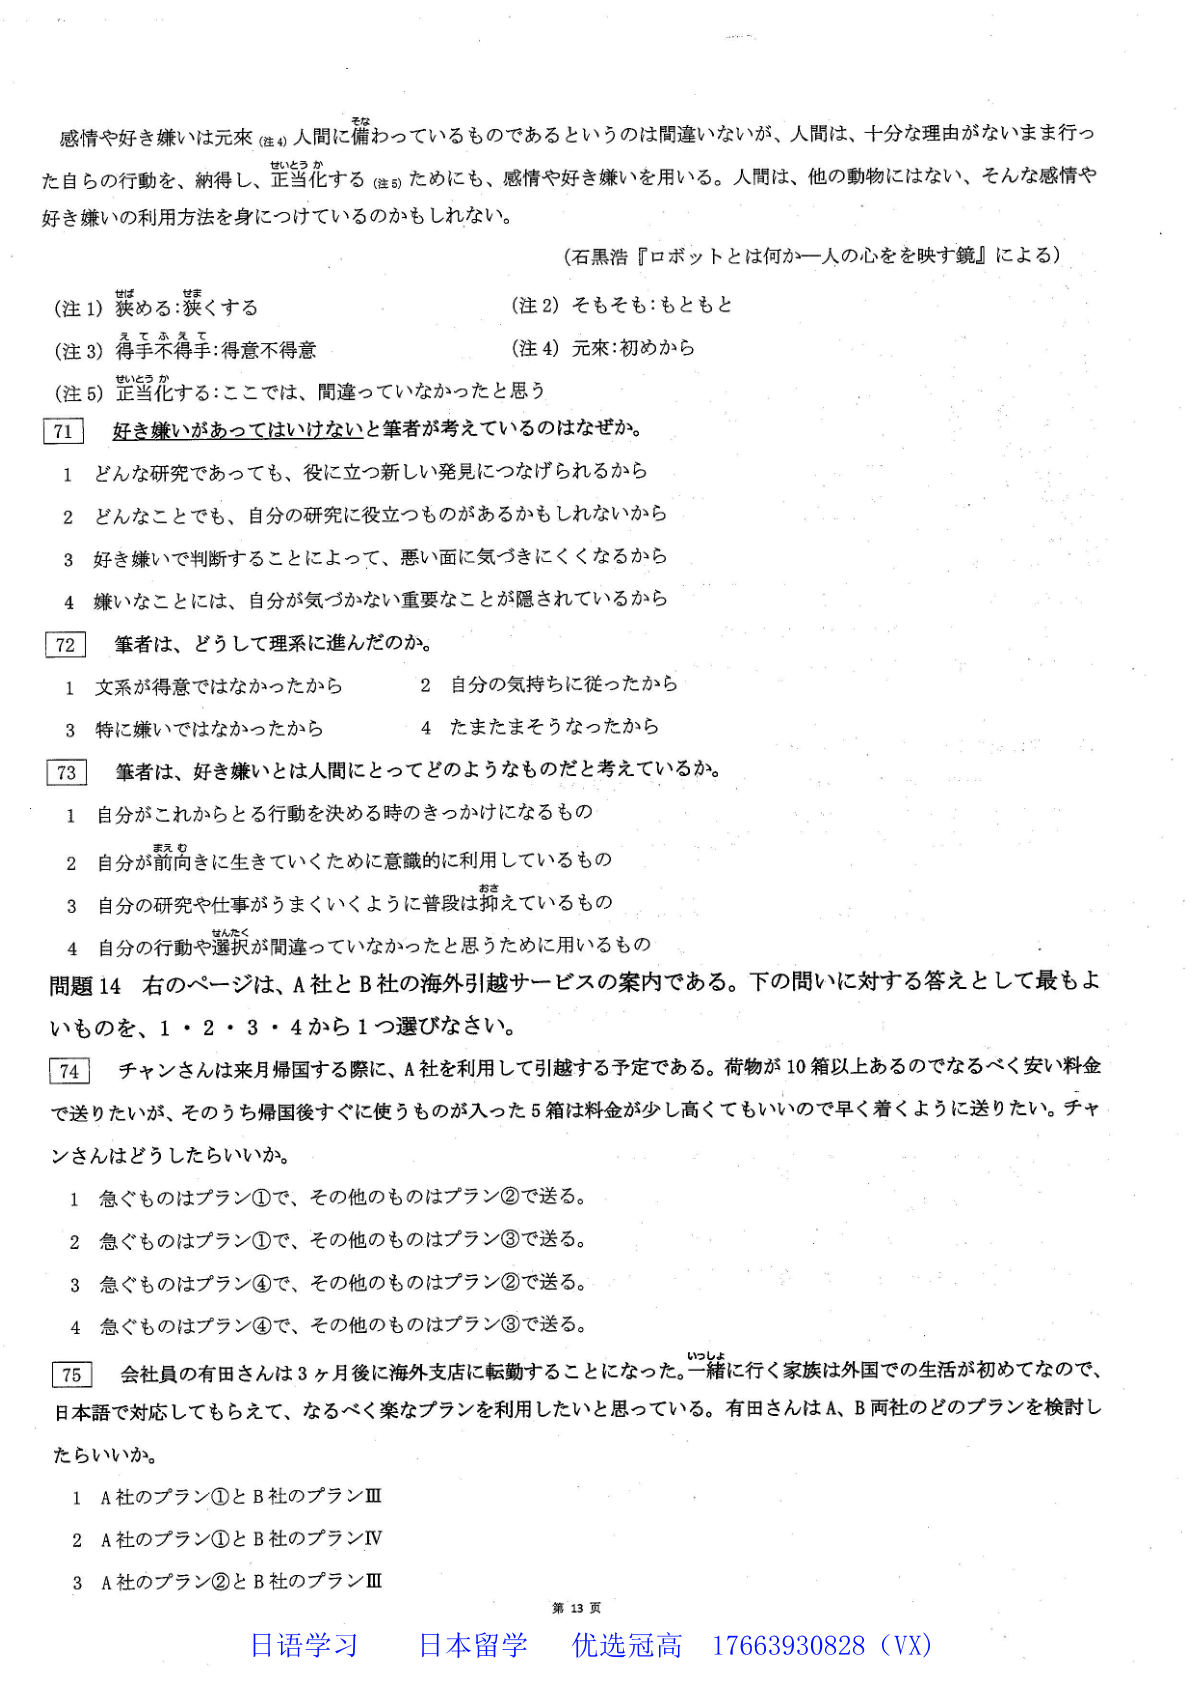 感情や好き嫌いは元來(注4)人間に備わっているものであるというのは間違いないが、人間は、十分な理由がないまま行っ
た自らの行動を、納得し、正当化する(注5)ためにも、感情や好き嫌いを用いる。人間は、他の動物にはない、そんな感情や
好き嫌いの利用方法を身につけているのかもしれない。
（石黒浩『ロボットとは何か―人の心をを映す鏡』による）
（注1）狭める：狭くする
（注2）そもそも：もともと
（注3）得手不得手：得意不得意
（注4）元來：初めから
（注5）正当化する：ここでは、間違っていなかったと思う
71 好き嫌いがあってはいけないと筆者が考えているのはなぜか。
1 どんな研究であっても、役に立つ新しい発見につなげられるから
2 どんなことでも、自分の研究に役立つものがあるかもしれないから
3 好き嫌いで判断することによって、悪い面に気づきにくくなるから
4 嫌いなことには、自分が気づかない重要なことが隠されているから
72 筆者は、どうして理系に進んだのか。
1 文系が得意ではなかったから 2 自分の気持ちに従ったから
3 特に嫌いではなかったから 4 たまたまそうなったから
73 筆者は、好き嫌いとは人間にとってどのようなものだと考えているか。
1 自分がこれからとる行動を決める時のきっかけになるもの
2 自分が前向きに生きていくために意識的に利用しているもの
3 自分の研究や仕事がうまくいくように普段は抑えているもの
4 自分の行動や選択が間違っていなかったと思うために用いるもの
問題14 右のページは、A社とB社の海外引越サービスの案内である。下の問いに対する答えとして最もよ
いものを、1・2・3・4から1つ選びなさい。
74 チャンさんは来月帰国する際に、A社を利用して引越する予定である。荷物が10箱以上あるのでなるべく安い料金
で送りたいが、そのうち帰国後すぐに使うものが入った5箱は料金が少し高くてもいいので早く着くように送りたい。チャ
ンさんはどうしたらいいか。
1 急ぐものはプラン①で、その他のものはプラン②で送る。
2 急ぐものはプラン①で、その他のものはプラン③で送る。
3 急ぐものはプラン④で、その他のものはプラン②で送る。
4 急ぐものはプラン④で、その他のものはプラン③で送る。
75 会社員の有田さんは3ヶ月後に海外支店に転勤することになった。一緒に行く家族は外国での生活が初めてなので、
日本語で対応してもらえて、なるべく楽なプランを利用したいと思っている。有田さんはA、B両社のどのプランを検討し
たらいいか。
1 A社のプラン①とB社のプランⅢ
2 A社のプラン①とB社のプランⅣ
3 A社のプラン②とB社のプランⅢ
第 13 页
日语学习 日本留学 优选冠高 17663930828（VX）